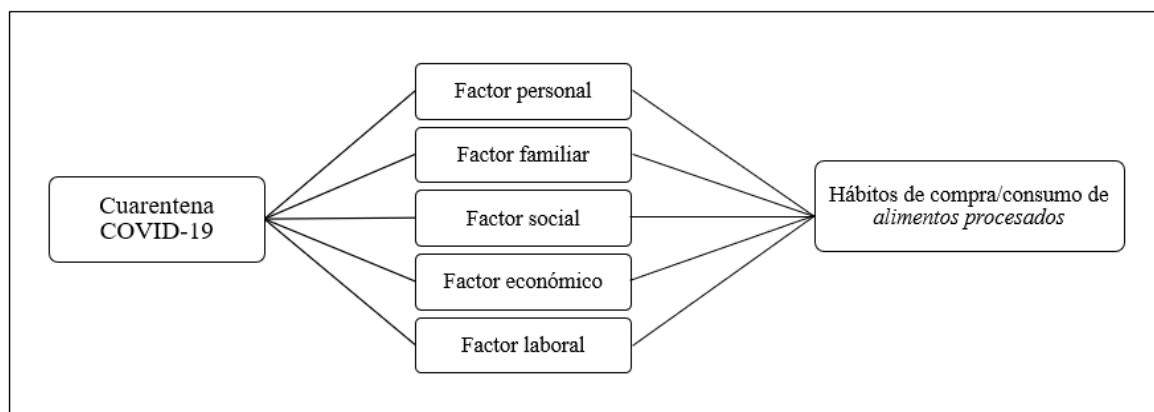 Cuarentena
COVID-19
Factor personal
Factor familiar
Factor social
Factor económico
Factor laboral
Hábitos de compra/consumo de
alimentos procesados